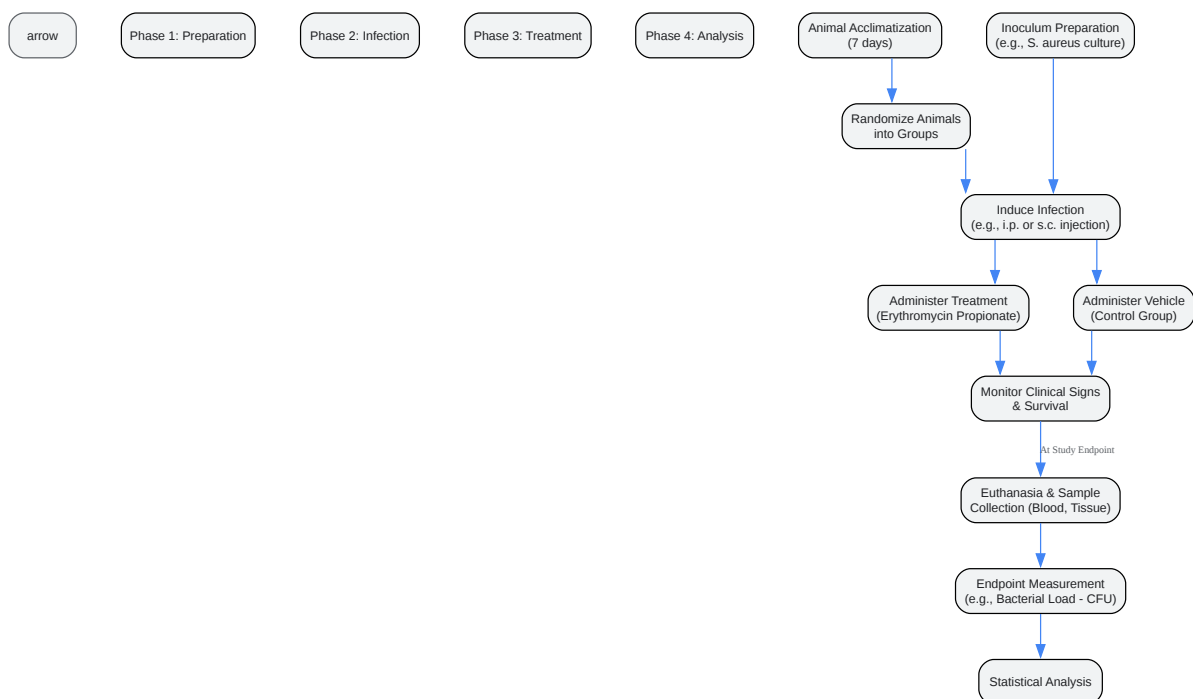 arrow
Phase 1: Preparation
Phase 2: Infection
Phase 3: Treatment
Phase 4: Analysis
Animal Acclimatization
(7 days)
Inoculum Preparation
(e.g., S. aureus culture)
Randomize Animals
into Groups
Induce Infection
(e.g., i.p. or s.c. injection)
Administer Treatment
(Erythromycin Propionate)
Administer Vehicle
(Control Group)
Monitor Clinical Signs
& Survival
At Study Endpoint
Euthanasia & Sample
Collection (Blood, Tissue)
Endpoint Measurement
(e.g., Bacterial Load - CFU)
Statistical Analysis